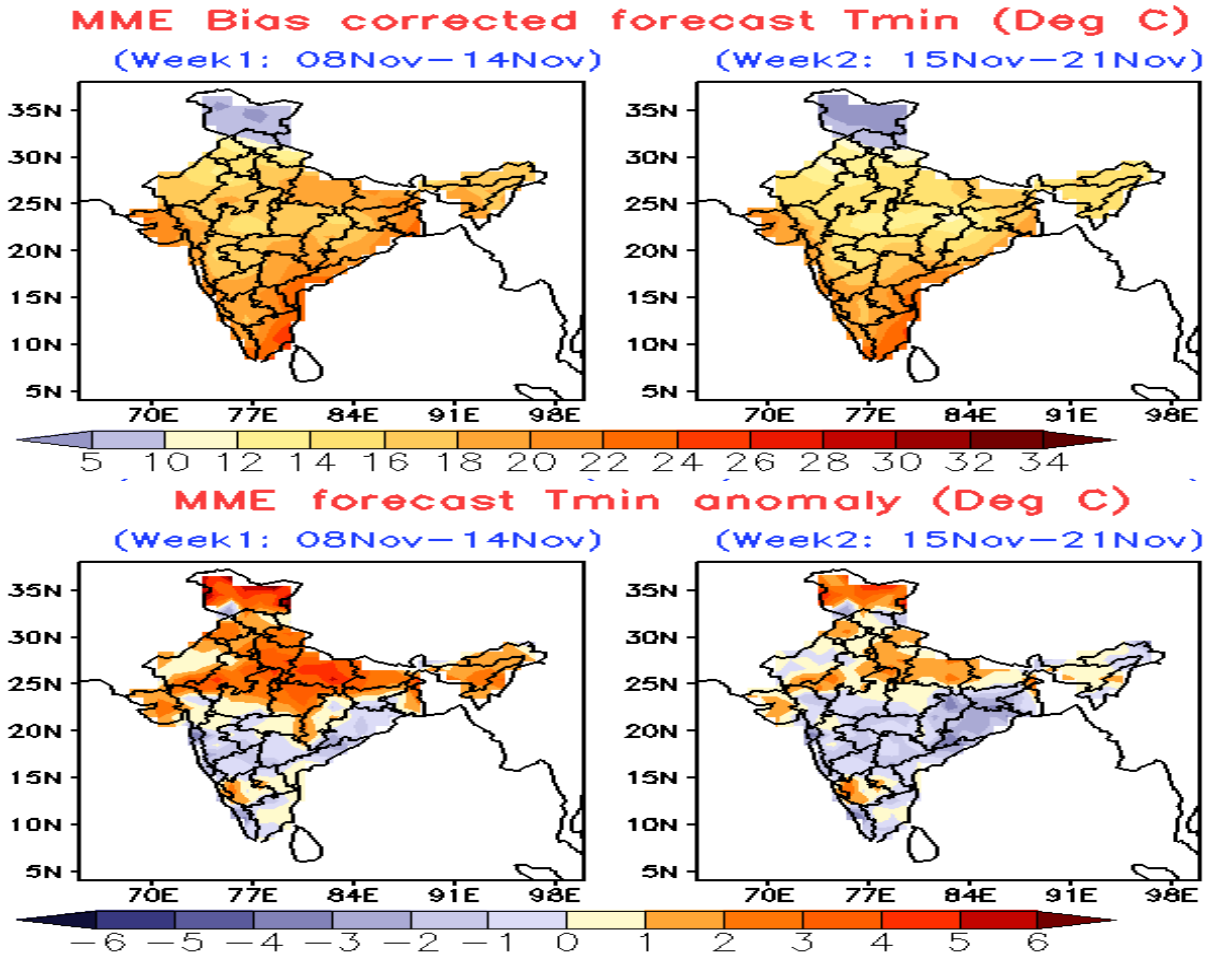 MME Bias corrected forecast Tmin (Deg C)
(Week1: 08Nov-14Nov) (Week2: 15Nov-21Nov)
35N 35N
30N 30N
25N 25N
20N 20N
15N 15N
10N 10N
5N 5N
70E 77E 84E 91E 98E 70E 77E 84E 91E 98E
5 10 12 14 16 18 20 22 24 26 28 30 32 34
MME forecast Tmin anomaly (Deg C)
(Week1: 08Nov-14Nov) (Week2: 15Nov-21Nov)
35N 35N
30N 30N
25N 25N
20N 20N
15N 15N
10N 10N
5N 5N
70E 77E 84E 91E 98E 70E 77E 84E 91E 98E
-6 -5 -4 -3 -2 -1 0 1 2 3 4 5 6